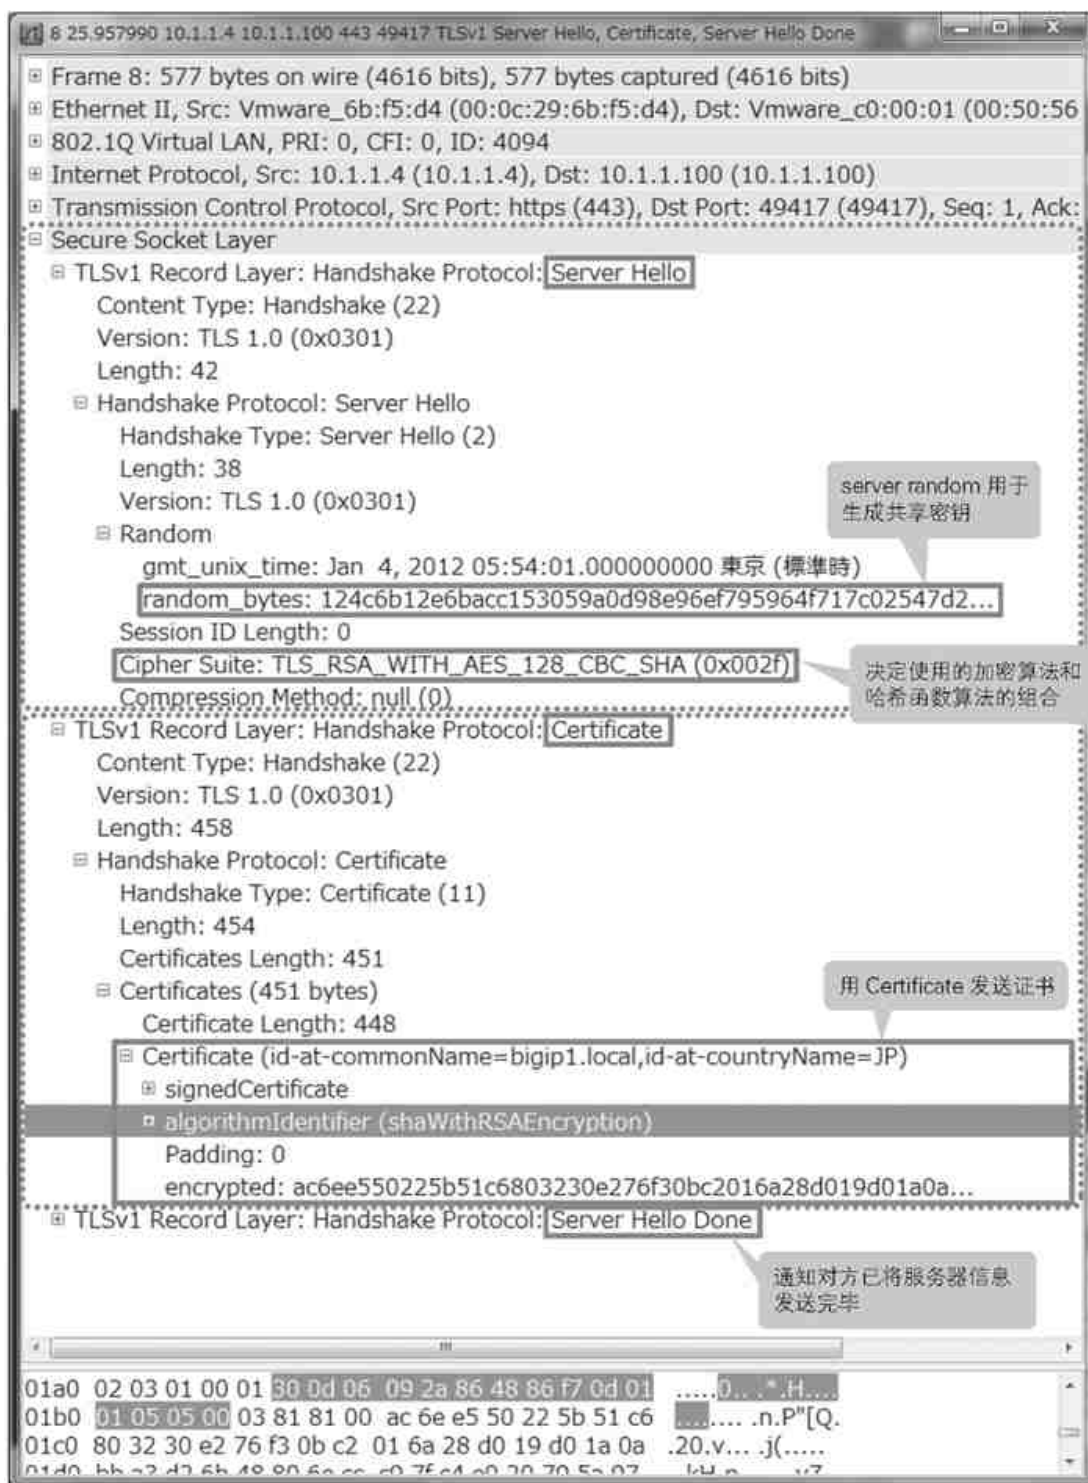 8 25.957990 10.1.1.4 10.1.1.100 443 49417 TLSv1 Server Hello, Certificate, Server Hello Done
Frame 8: 577 bytes on wire (4616 bits), 577 bytes captured (4616 bits)
Ethernet II, Src: Vmware_6b:f5:d4 (00:0c:29:6b:f5:d4), Dst: Vmware_c0:00:01 (00:50:56
802.1Q Virtual LAN, PRI: 0, CFI: 0, ID: 4094
Internet Protocol, Src: 10.1.1.4 (10.1.1.4), Dst: 10.1.1.100 (10.1.1.100)
Transmission Control Protocol, Src Port: https (443), Dst Port: 49417 (49417), Seq: 1, Ack:
Secure Socket Layer
TLSv1 Record Layer: Handshake Protocol: Server Hello
Content Type: Handshake (22)
Version: TLS 1.0 (0x0301)
Length: 42
Handshake Protocol: Server Hello
Handshake Type: Server Hello (2)
Length: 38
Version: TLS 1.0 (0x0301)
server random 用于
生成共享密钥
Random
gmt_unix_time: Jan 4, 2012 05:54:01.000000000 東京 (標準時)
random_bytes: 124c6b12e6bacc153059a0d98e96ef795964f717c02547d2...
Session ID Length: 0
Cipher Suite: TLS_RSA_WITH_AES_128_CBC_SHA (0x002f)
决定使用的加密算法和
哈希函数算法的组合
Compression Method: null (0)
TLSv1 Record Layer: Handshake Protocol: Certificate
Content Type: Handshake (22)
Version: TLS 1.0 (0x0301)
Length: 458
Handshake Protocol: Certificate
Handshake Type: Certificate (11)
Length: 454
Certificates Length: 451
Certificates (451 bytes)
用 Certificate 发送证书
Certificate Length: 448
Certificate (id-at-commonName=bigip1.local,id-at-countryName=JP)
signedCertificate
algorithmIdentifier (shaWithRSAEncryption)
Padding: 0
encrypted: ac6ee550225b51c6803230e276f30bc2016a28d019d01a0a...
TLSv1 Record Layer: Handshake Protocol: Server Hello Done
通知对方已将服务器信息
发送完毕
01a0 02 03 01 00 01 30 0d 06 09 2a 86 48 86 f7 0d 01 .....0.. .*.H....
01b0 01 05 05 00 03 81 81 00 ac 6e e5 50 22 5b 51 c6 ........ .n.P"[Q.
01c0 80 32 30 e2 76 f3 0b c2 01 6a 28 d0 19 d0 1a 0a .20.v... .j(.....